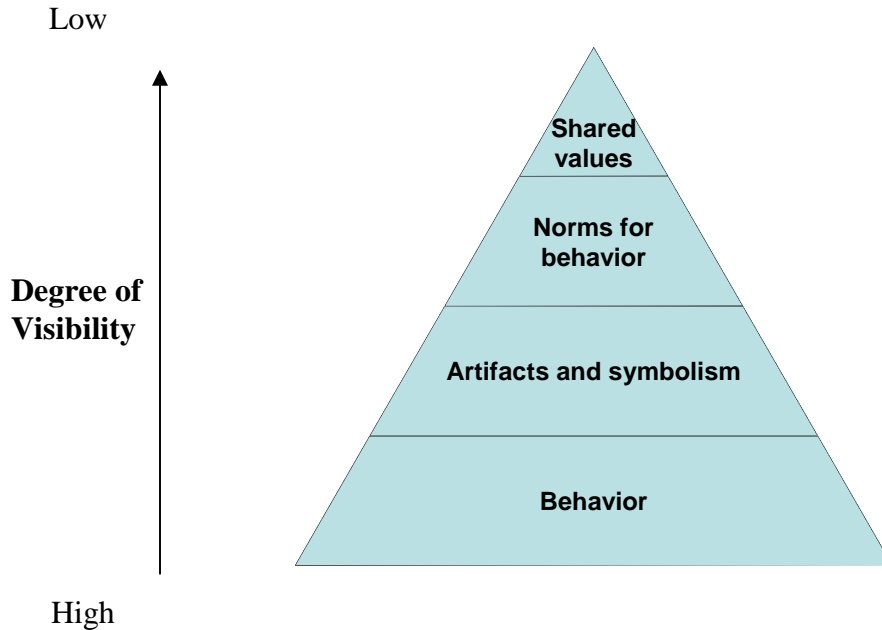 Low
Shared
values
Norms for
behavior
Degree of
Visibility
Artifacts and symbolism
Behavior
High